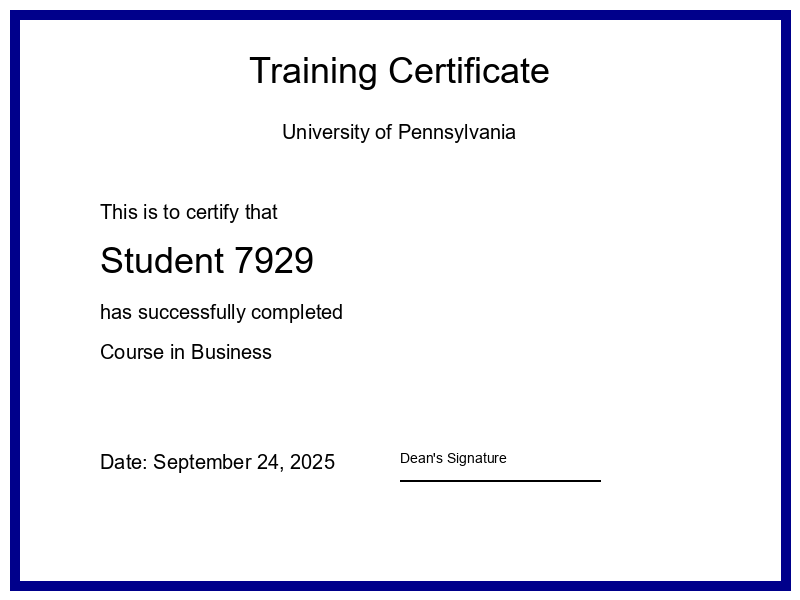 Training Certificate
University of Pennsylvania
This is to certify that
Student 7929
has successfully completed
Course in Business
Date: September 24, 2025
Dean's Signature